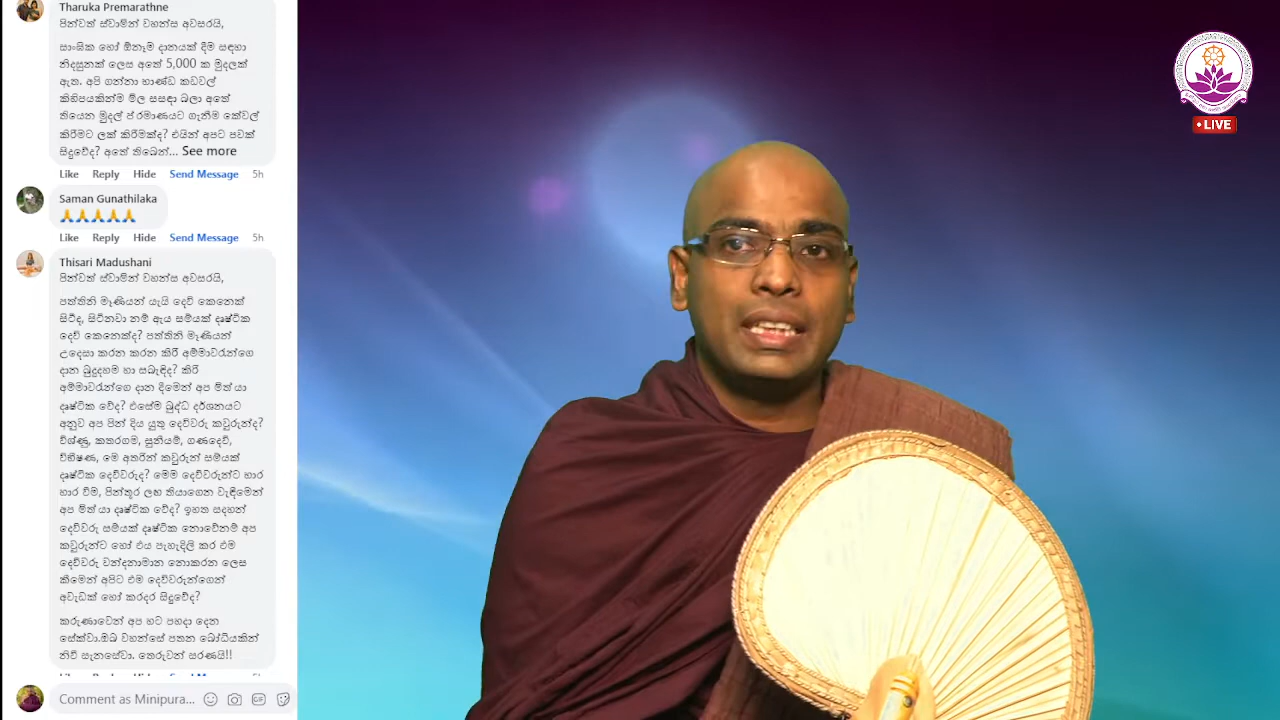 Tharuka Premarathne
පින්වත් ස්වාමින් වහන්ස අවසරයි,
සාංඝික හෝ ඕනෑම දානයක් දීම සඳහා
නිදසුනක් ලෙස අතේ 5,000 ක මුදලක්
ඇත. අපි ගන්නා භාණ්ඩ කඩවල්
කිහිපයකින්ම මිල සසඳා බලා අතේ
තියෙන මුදල් ප්‍රමාණයට ගැනීම කේවල්
කිරීමට ලක් කිරීමක්ද? එයින් අපට පවක්
සිදුවේද? අතේ තිබෙන්... See more
Like Reply Hide Send Message 5h
Saman Gunathilaka
🙏🙏🙏🙏🙏
Like Reply Hide Send Message 5h
Thisari Madushani
පින්වත් ස්වාමින් වහන්ස අවසරයි,
පත්තිනි මෑණියන් යැයි දෙවි කෙනෙක්
සිටීද, සිටිනවා නම් ඇය සම්යක් දෘෂ්ටික
දෙවි කෙනෙක්ද? පත්තිනි මෑණියන්
උදෙසා කරන කරන කිරි අම්මාවරුන්ගෙ
දාන බුදුදහම හා සබැඳිද? කිරි
අම්මාවරුන්ගෙ දාන දීමෙන් අප මිත්‍යා
දෘෂ්ටික වේද? එසේම බුද්ධ දර්ශනයට
අනුව අප පින් දිය යුතු දෙවිවරු කවුරුන්ද?
විශ්ණු, කතරගම, සූනියම්, ගණදෙවි,
විභීෂණ, මේ අතරින් කවුරුන් සම්යක්
දෘෂ්ටික දෙවිවරුද? මෙම දෙවිවරුන්ට භාර
හාර වීම, පින්තූර ළඟ තියාගෙන වැඳීමෙන්
අප මිත්‍යා දෘෂ්ටික වේද? ඉහත සදහන්
දෙවිවරු සම්යක් දෘෂ්ටික නොවේනම් අප
කවුරුන්ට හෝ එය පැහැදිලි කර එම
දෙවිවරු වන්දනාමාන නොකරන ලෙස
කීමෙන් අපිට එම දෙවිවරුන්ගෙන්
අවැඩක් හෝ කරදර සිදුවේද?
කරුණාවෙන් අප හට පහදා දෙන
සේක්වා.ඔබ වහන්සේ පතන බෝධියකින්
නිවී සැනසේවා. තෙරුවන් සරණයි!!
Comment as Minipura...
GIF
• LIVE